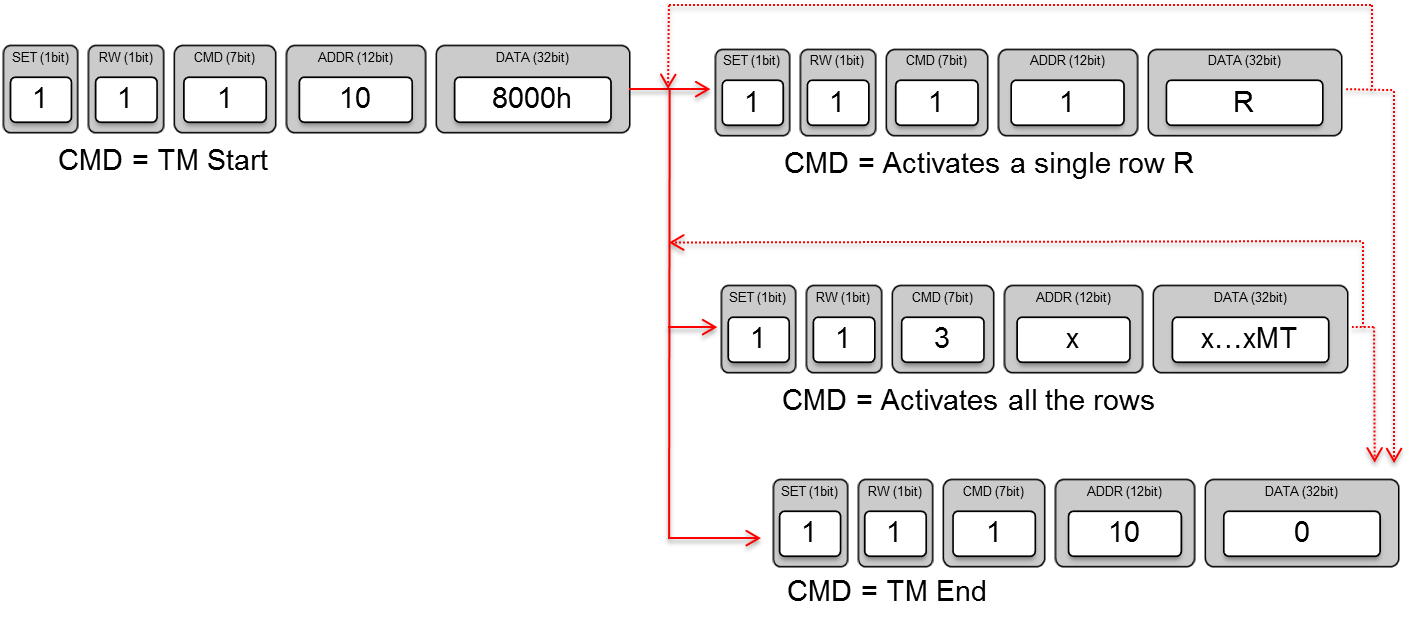 SET (1bit) RW (1bit) CMD (7bit) ADDR (12bit) DATA (32bit)
1 1 1 10 8000h
CMD = TM Start
SET (1bit) RW (1bit) CMD (7bit) ADDR (12bit) DATA (32bit)
1 1 1 1 R
CMD = Activates a single row R
SET (1bit) RW (1bit) CMD (7bit) ADDR (12bit) DATA (32bit)
1 1 3 x x...xMT
CMD = Activates all the rows
SET (1bit) RW (1bit) CMD (7bit) ADDR (12bit) DATA (32bit)
1 1 1 10 0
CMD = TM End